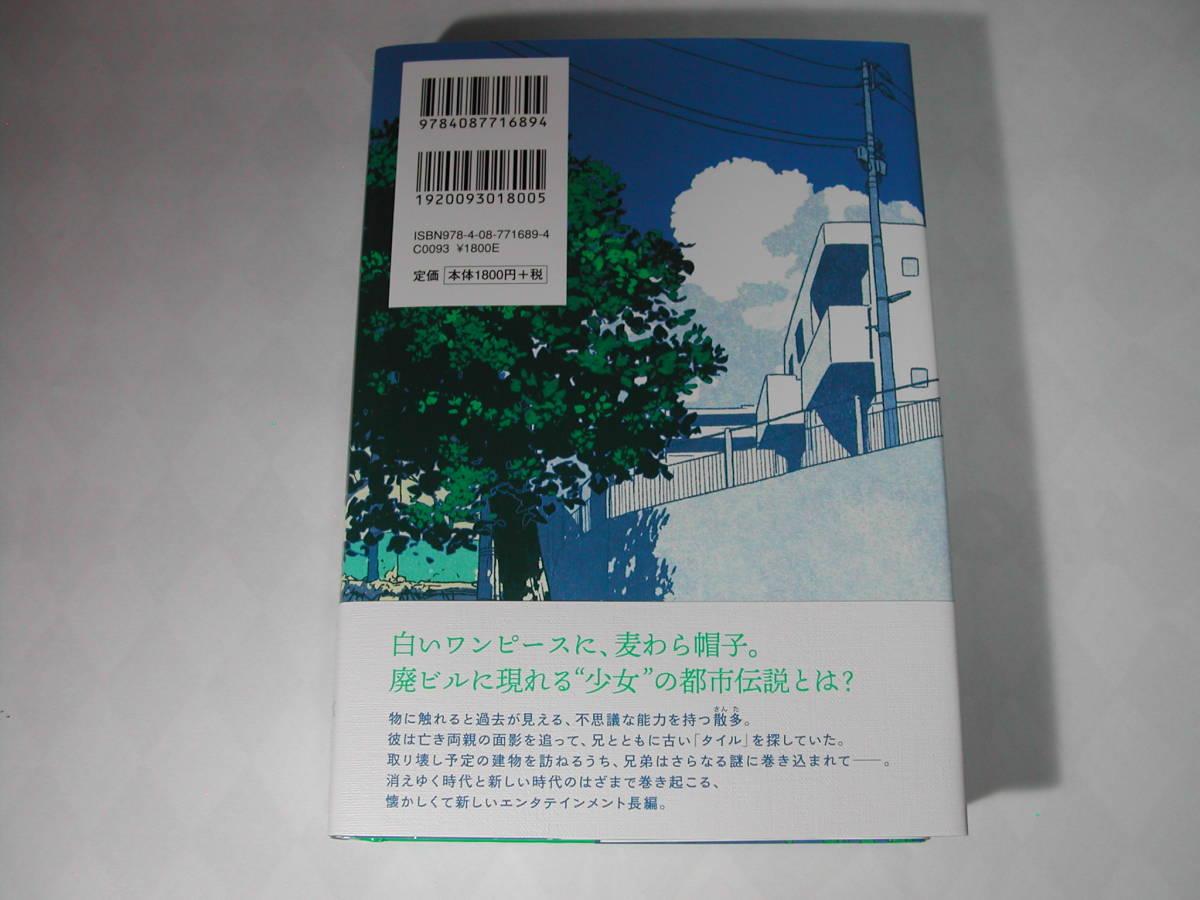 9784087716894
1920093018005
ISBN978-4-08-771689-4
C0093 ¥1800E
定価 本体1800円+税
白いワンピースに、麦わら帽子。
廃ビルに現れる“少女”の都市伝説とは?
物に触れると過去が見える、不思議な能力を持つ散多。
さんた
彼は亡き両親の面影を追って、兄とともに古い「タイル」を探していた。
取り壊し予定の建物を訪ねるうち、兄弟はさらなる謎に巻き込まれて――。
消えゆく時代と新しい時代のはざまで巻き起こる、
懐かしくて新しいエンタテインメント長編。